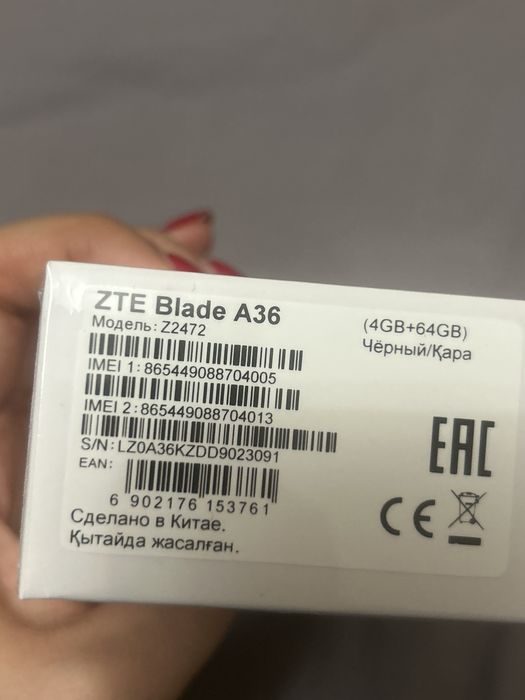 ZTE Blade A36
Модель: Z2472
(4GB+64GB)
Чёрный/Қара
IMEI 1: 865449088704005
IMEI 2: 865449088704013
S/N: LZ0A36KZDD9023091
EAN:
6 902176 153761
EAC
CE
Сделано в Китае.
Қытайда жасалған.